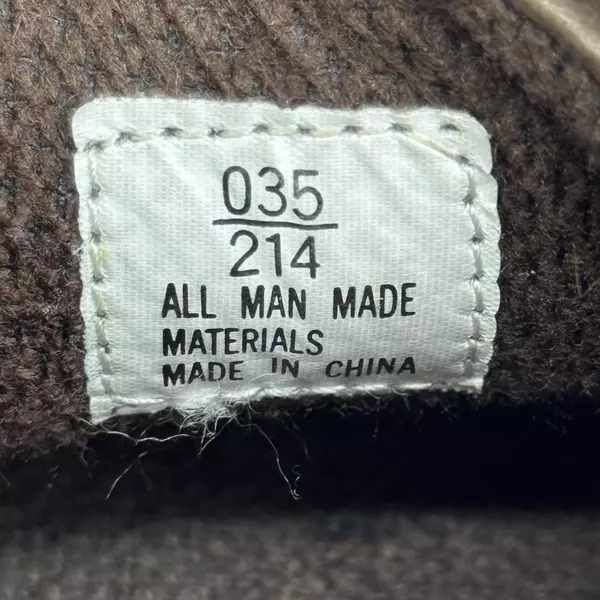 035
214
ALL MAN MADE
MATERIALS
MADE IN CHINA